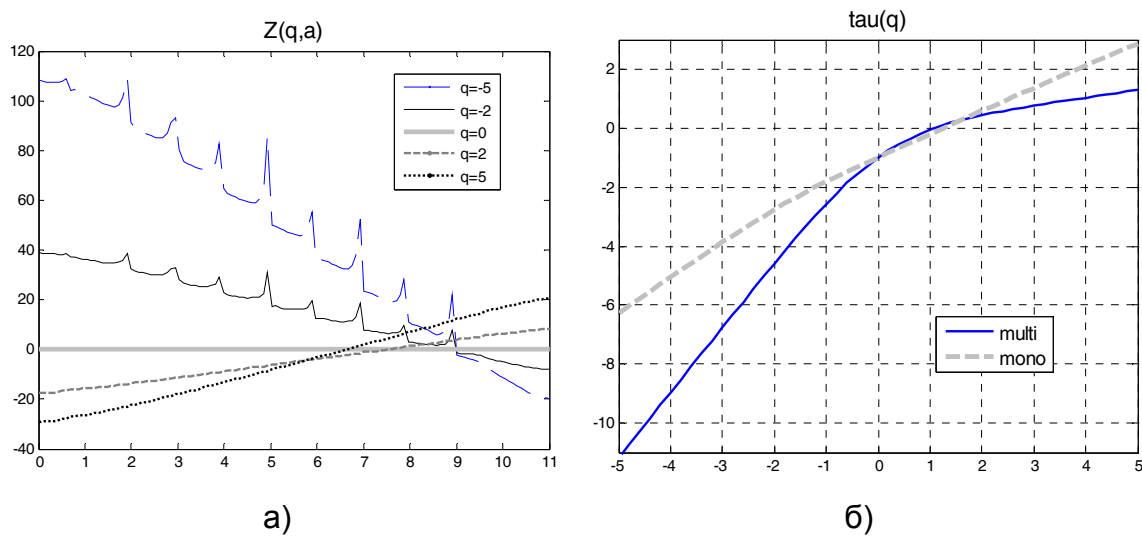 Z(q,a)
120
100
80
60
40
20
0
-20
-40
0 1 2 3 4 5 6 7 8 9 10 11
q=-5
q=-2
q=0
q=2
q=5
а)
tau(q)
2
0
-2
-4
-6
-8
-10
-5 -4 -3 -2 -1 0 1 2 3 4 5
multi
mono
б)